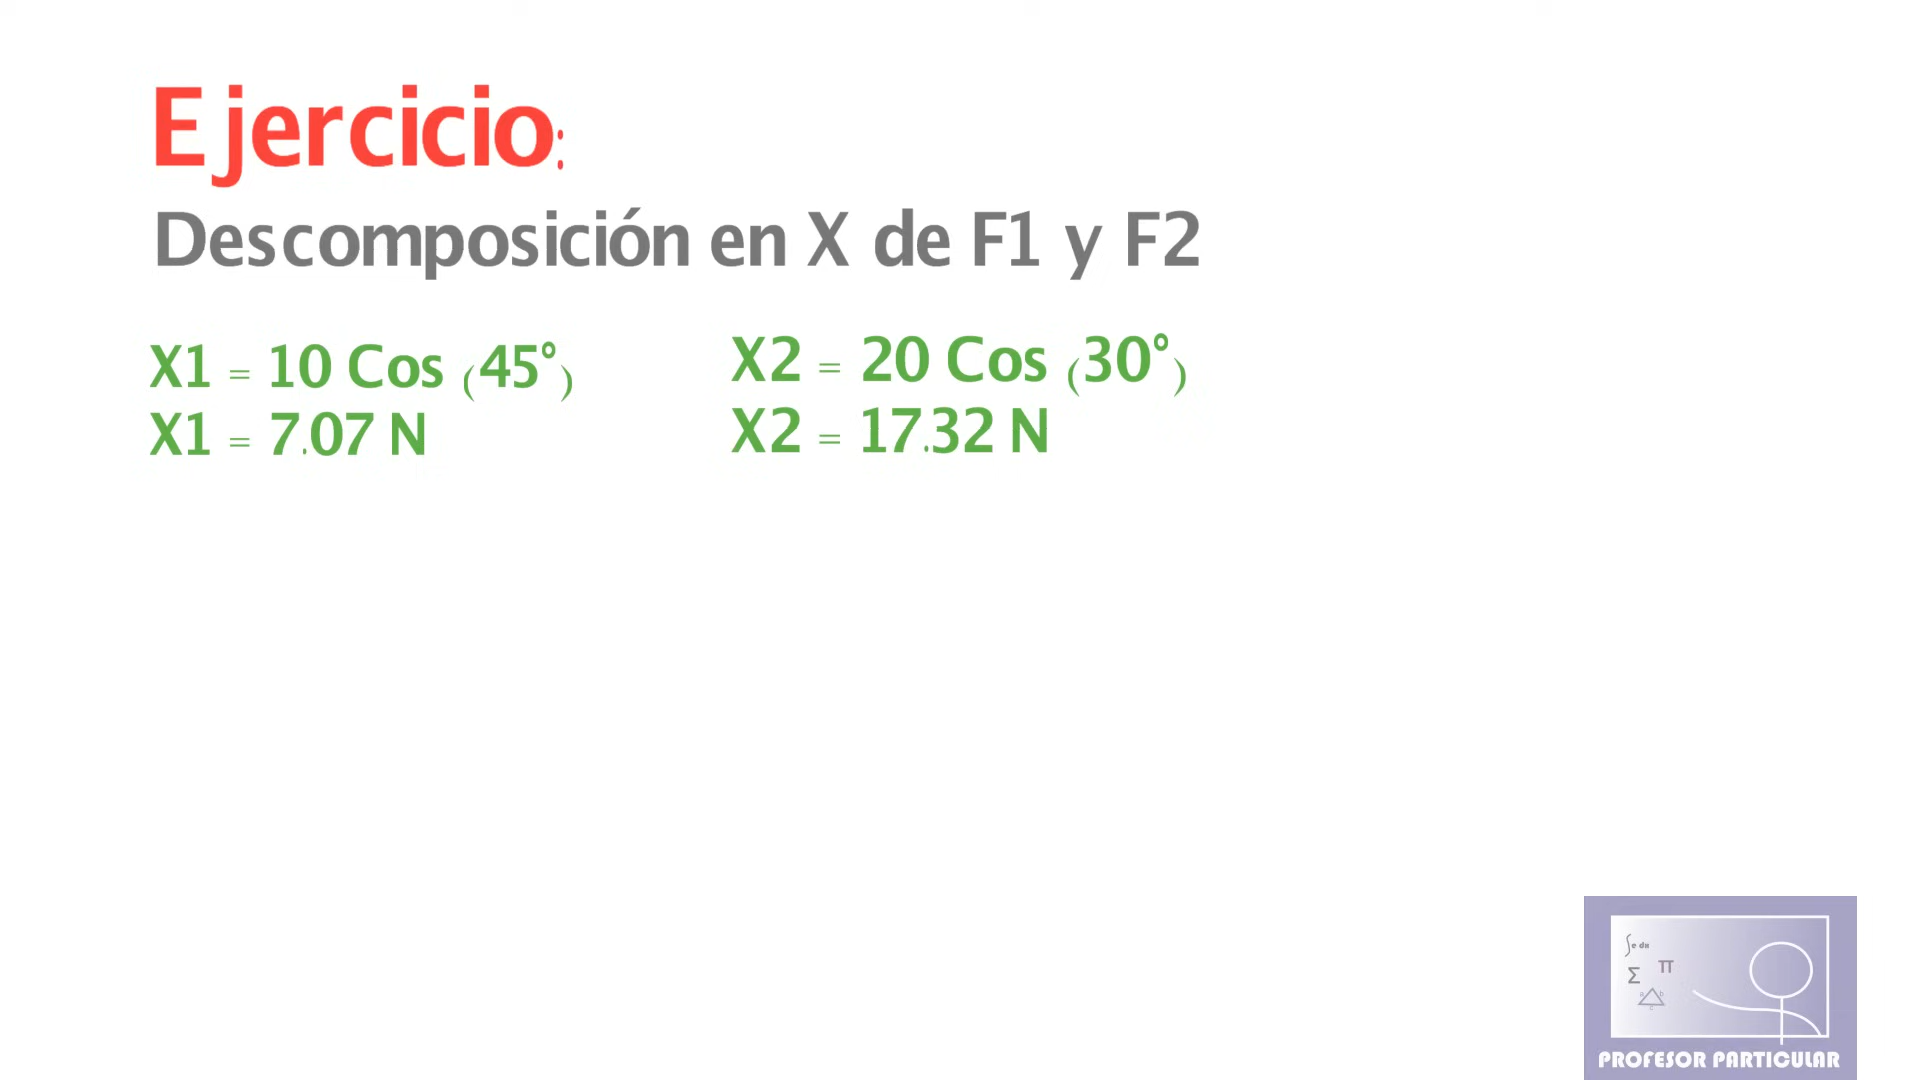 Ejercicio:
Descomposición en X de F1 y F2
X1 = 10 Cos (45°)
X1 = 7.07 N
X2 = 20 Cos (30°)
X2 = 17.32 N
∫e dx
Σ π
a b
PROFESOR PARTICULAR